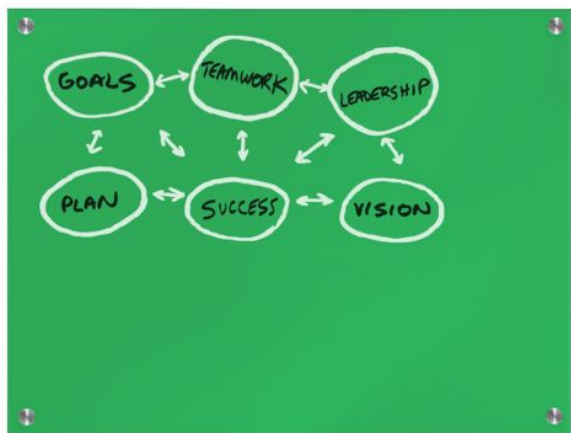 GOALS
TEAMWORK
LEADERSHIP
PLAN
SUCCESS
VISION